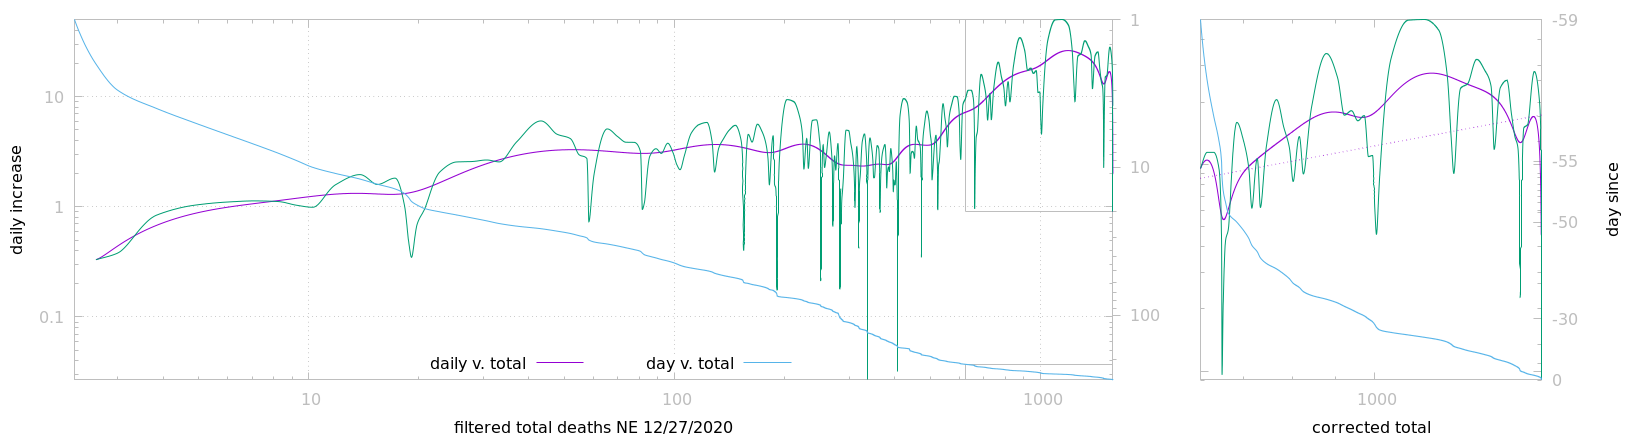 1
-59
10
daily increase
10
-55
day since
1
-50
0.1
100
-30
daily v. total
day v. total
0
10
100
1000
1000
filtered total deaths NE 12/27/2020
corrected total